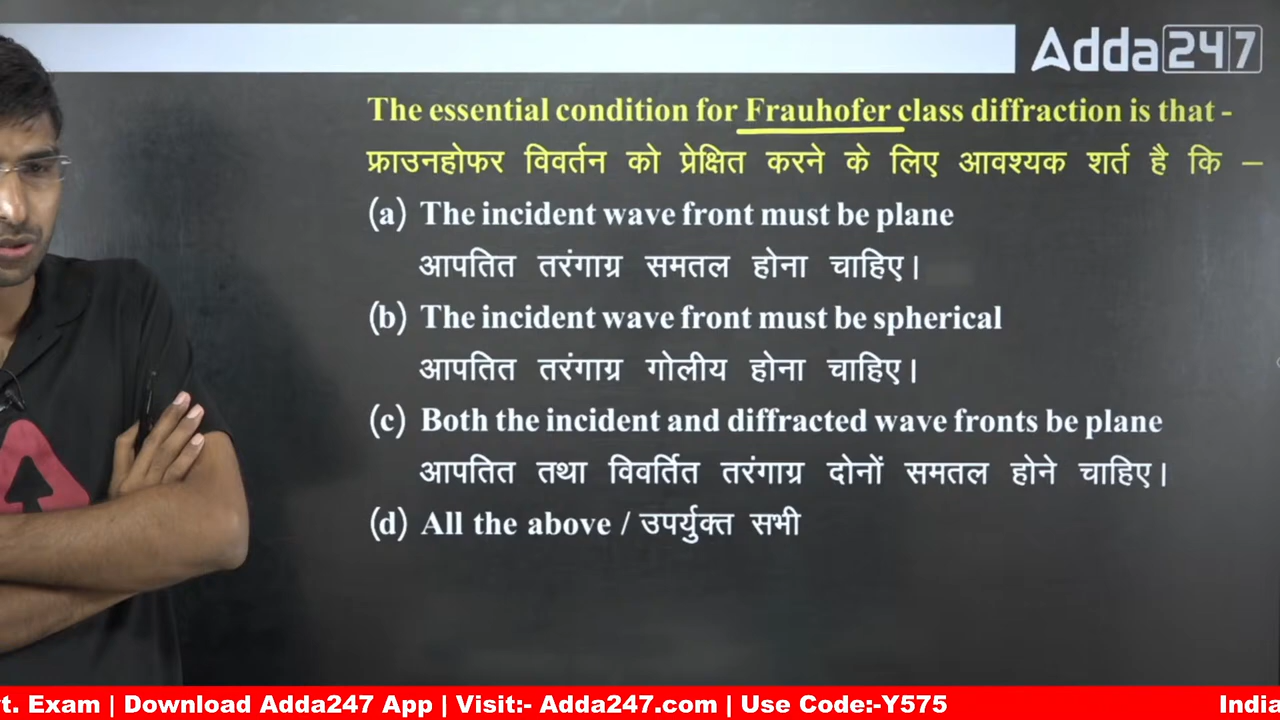 Adda247
The essential condition for Frauhofer class diffraction is that -
फ्राउनहोफर विवर्तन को प्रेक्षित करने के लिए आवश्यक शर्त है कि –
(a) The incident wave front must be plane
आपतित तरंगाग्र समतल होना चाहिए।
(b) The incident wave front must be spherical
आपतित तरंगाग्र गोलीय होना चाहिए।
(c) Both the incident and diffracted wave fronts be plane
आपतित तथा विवर्तित तरंगाग्र दोनों समतल होने चाहिए।
(d) All the above / उपर्युक्त सभी
t. Exam | Download Adda247 App | Visit:- Adda247.com | Use Code:-Y575 India